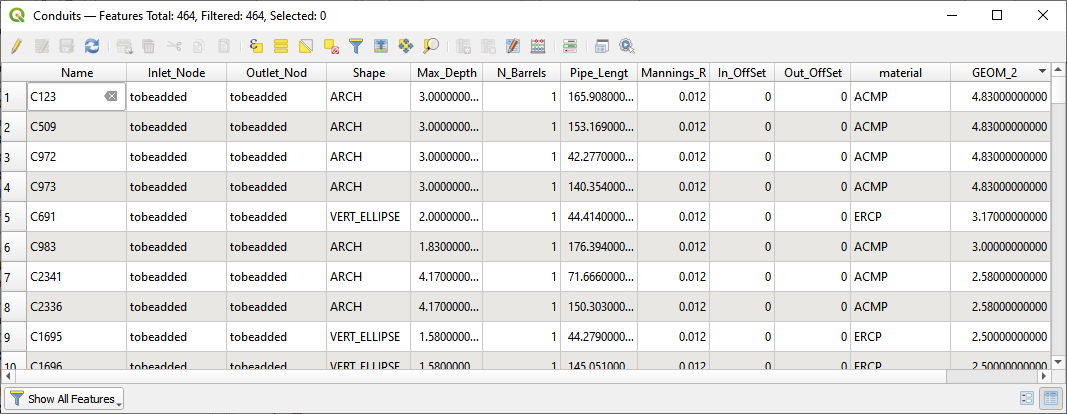 Conduits — Features Total: 464, Filtered: 464, Selected: 0
Name Inlet_Node Outlet_Nod Shape Max_Depth N_Barrels Pipe_Lengt Mannings_R In_OffSet Out_OffSet material GEOM_2
1 C123 tobeadded tobeadded ARCH 3.0000000... 1 165.908000... 0.012 0 0 ACMP 4.83000000000
2 C509 tobeadded tobeadded ARCH 3.0000000... 1 153.169000... 0.012 0 0 ACMP 4.83000000000
3 C972 tobeadded tobeadded ARCH 3.0000000... 1 42.2770000... 0.012 0 0 ACMP 4.83000000000
4 C973 tobeadded tobeadded ARCH 3.0000000... 1 140.354000... 0.012 0 0 ACMP 4.83000000000
5 C691 tobeadded tobeadded VERT_ELLIPSE 2.0000000... 1 44.4140000... 0.012 0 0 ERCP 3.17000000000
6 C983 tobeadded tobeadded ARCH 1.8300000... 1 176.394000... 0.012 0 0 ACMP 3.00000000000
7 C2341 tobeadded tobeadded ARCH 4.1700000... 1 71.6660000... 0.012 0 0 ACMP 2.58000000000
8 C2336 tobeadded tobeadded ARCH 4.1700000... 1 150.303000... 0.012 0 0 ACMP 2.58000000000
9 C1695 tobeadded tobeadded VERT_ELLIPSE 1.5800000... 1 44.2790000... 0.012 0 0 ERCP 2.50000000000
10 C1696 tobeadded tobeadded VERT_ELLIPSE 1.5800000... 1 145.051000... 0.012 0 0 ERCP 2.50000000000
Show All Features